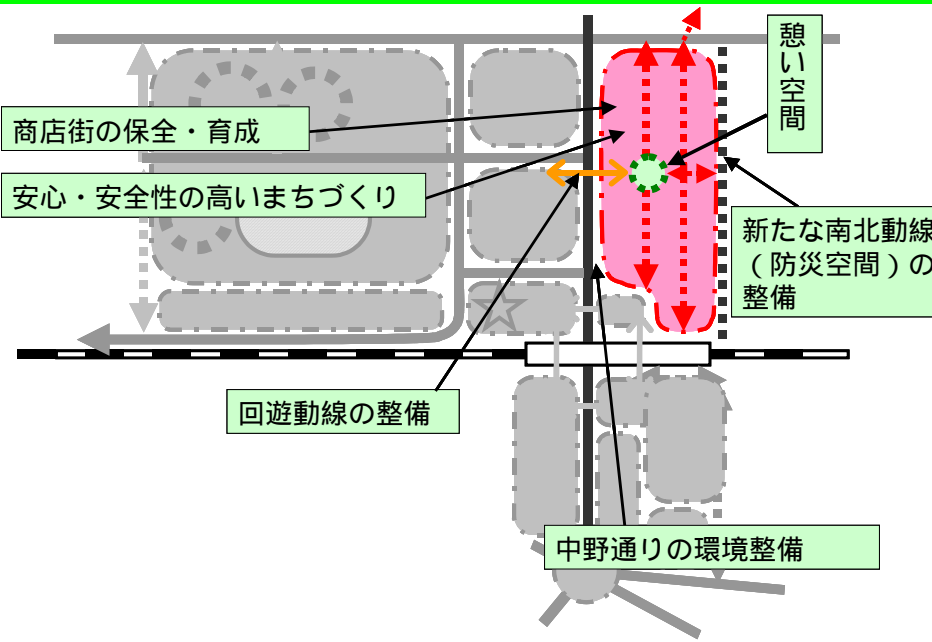 憩い空間
商店街の保全・育成
安心・安全性の高いまちづくり
新たな南北動線
（防災空間）の
整備
回遊動線の整備
中野通りの環境整備